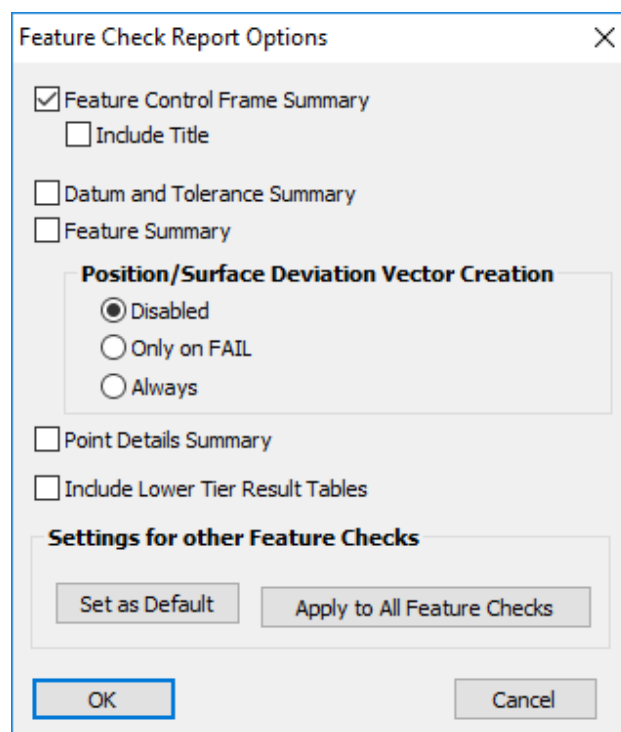 Feature Check Report Options
Feature Control Frame Summary
Include Title
Datum and Tolerance Summary
Feature Summary
Position/Surface Deviation Vector Creation
Disabled
Only on FAIL
Always
Point Details Summary
Include Lower Tier Result Tables
Settings for other Feature Checks
Set as Default
Apply to All Feature Checks
OK
Cancel